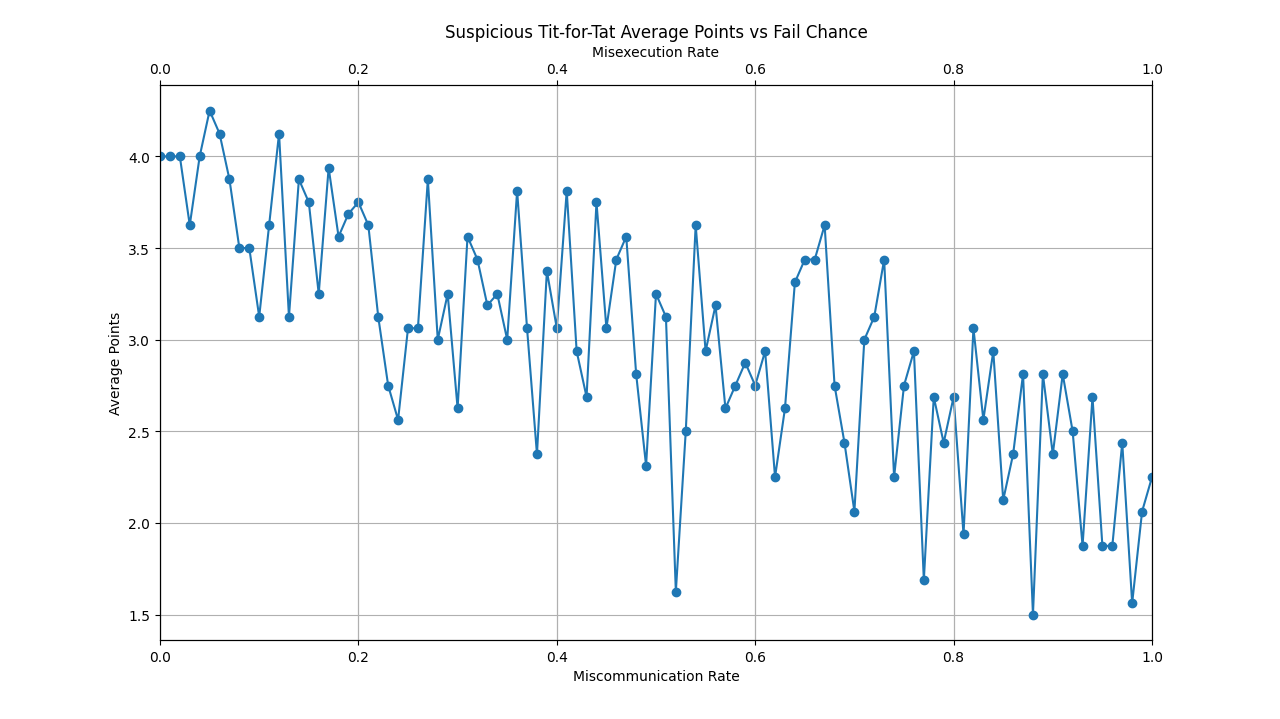 Suspicious Tit-for-Tat Average Points vs Fail Chance
Misexecution Rate
0.0 0.2 0.4 0.6 0.8 1.0
4.0
3.5
3.0
2.5
2.0
1.5
Average Points
0.0 0.2 0.4 0.6 0.8 1.0
Miscommunication Rate